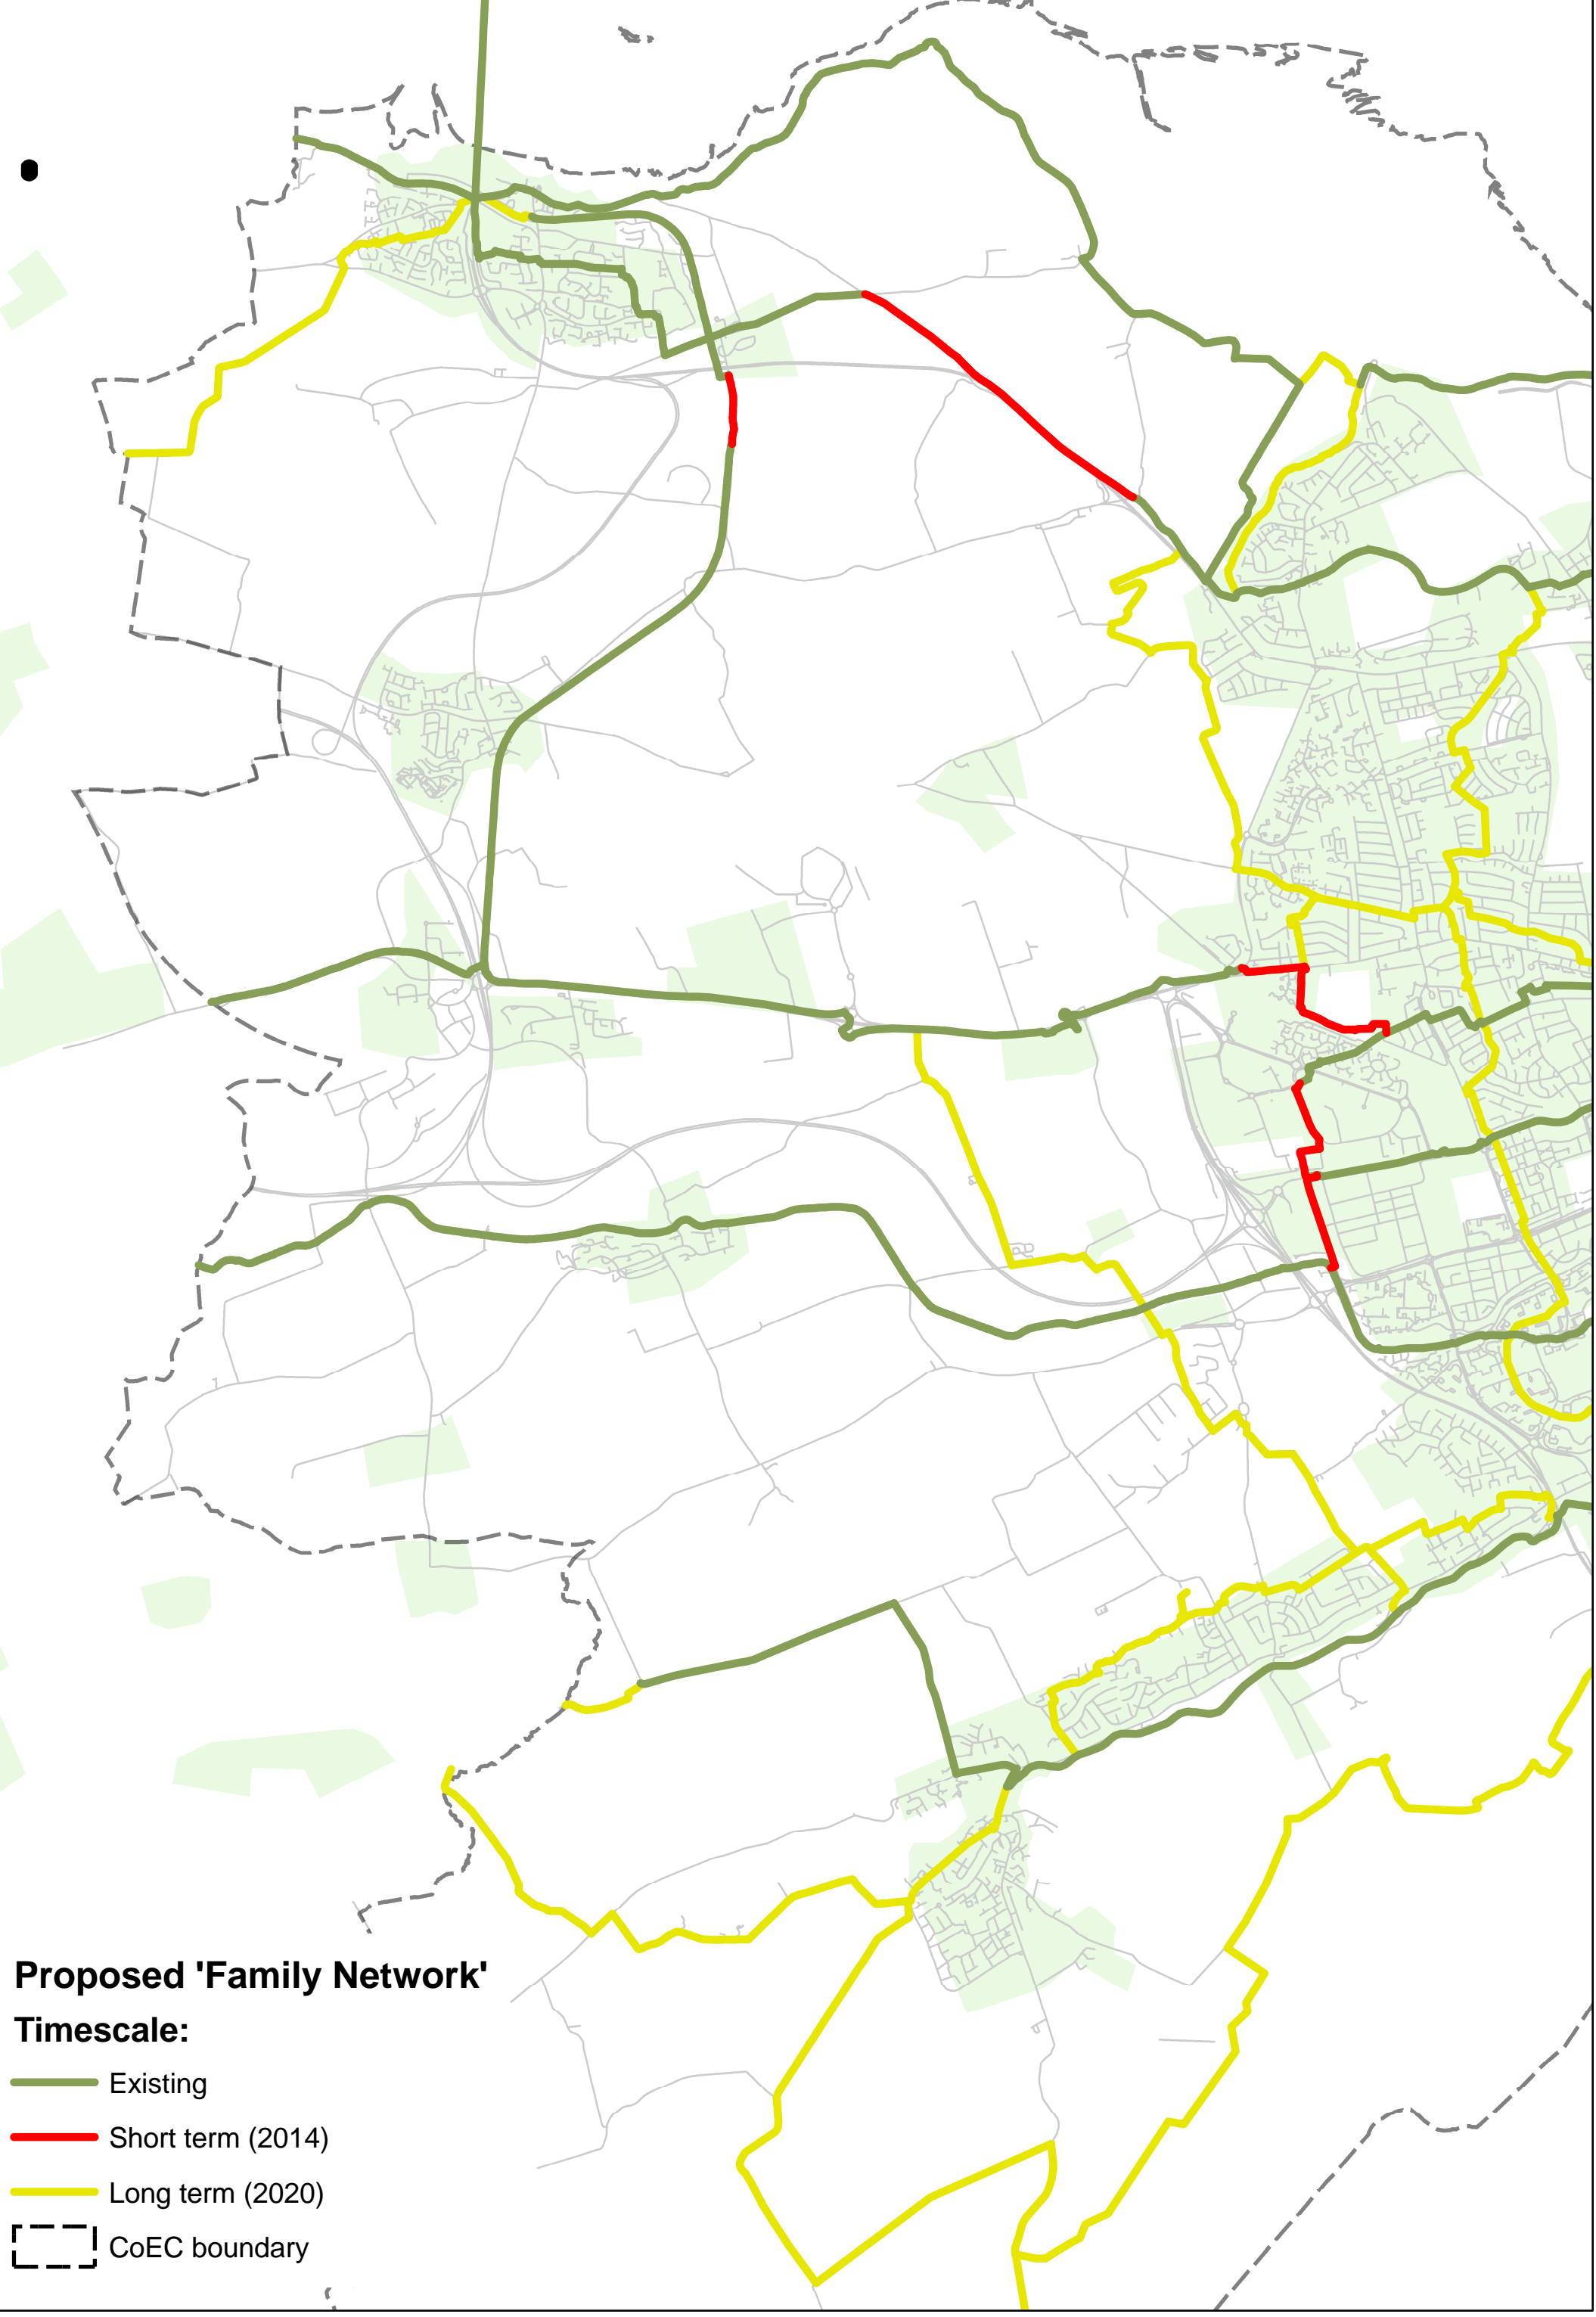 Proposed 'Family Network'
Timescale:
Existing
Short term (2014)
Long term (2020)
CoEC boundary